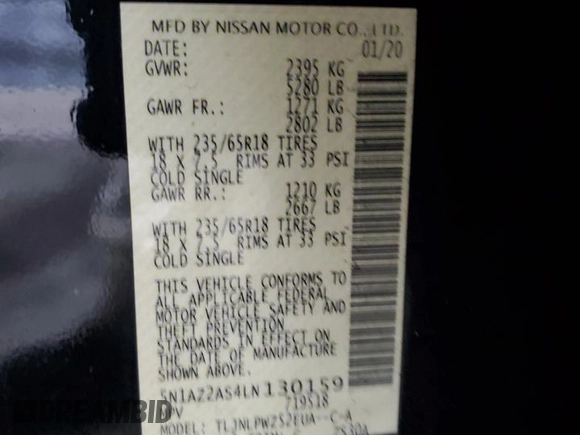 MFD BY NISSAN MOTOR CO., LTD.
DATE: 01/20
GVWR: 2395 KG
5280 LB
GAWR FR.: 1271 KG
2802 LB
WITH 235/65R18 TIRES
18 X 7.5 RIMS AT 33 PSI
COLD SINGLE
GAWR RR.: 1210 KG
2667 LB
WITH 235/65R18 TIRES
18 X 7.5 RIMS AT 33 PSI
COLD SINGLE
THIS VEHICLE CONFORMS TO
ALL APPLICABLE FEDERAL
MOTOR VEHICLE SAFETY AND
THEFT PREVENTION
STANDARDS IN EFFECT ON
THE DATE OF MANUFACTURE
SHOWN ABOVE.
5N1AZ2AS4LN130159
MPV 719518
MODEL: TLJNLPWZ52EUA--C-A
DREAMBID